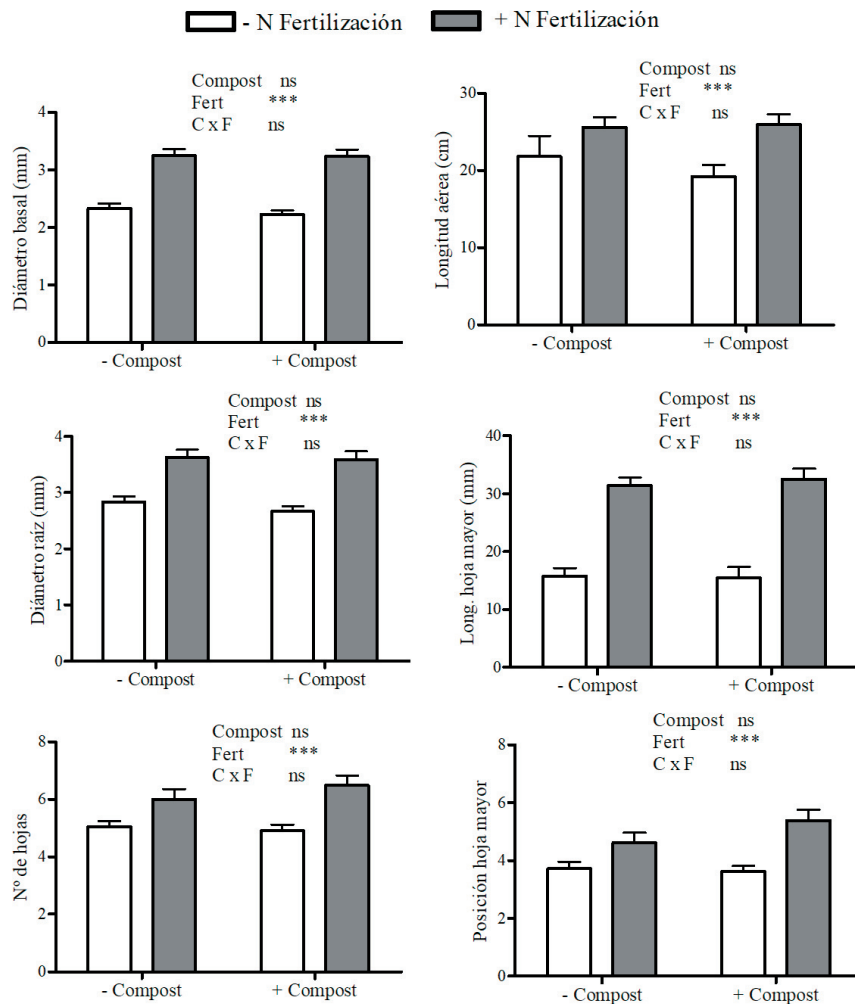 - N Fertilización + N Fertilización
Compost ns
Fert ***
C x F ns
4
3
2
1
0
Diámetro basal (mm)
- Compost + Compost
Compost ns
Fert ***
C x F ns
30
20
10
0
Longitud aérea (cm)
- Compost + Compost
Compost ns
Fert ***
C x F ns
4
3
2
1
0
Diámetro raíz (mm)
- Compost + Compost
Compost ns
Fert ***
C x F ns
40
30
20
10
0
Long. hoja mayor (mm)
- Compost + Compost
Compost ns
Fert ***
C x F ns
8
6
4
2
0
Nº de hojas
- Compost + Compost
Compost ns
Fert ***
C x F ns
8
6
4
2
0
Posición hoja mayor
- Compost + Compost